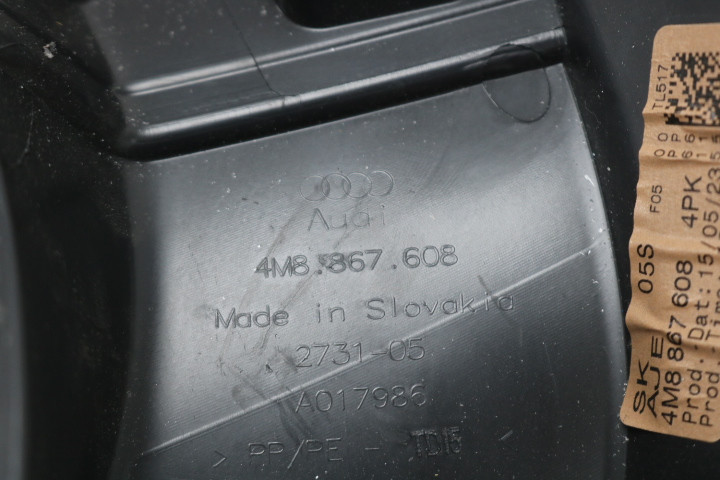 Audi
4M8.867.608
Made in Slovakia
2731-05
A017986
> PP/PE - TD15 <
SK 05S F05
AJE
4M8 867 608 4PK
Prod.-Dat:15/05/23
TL517